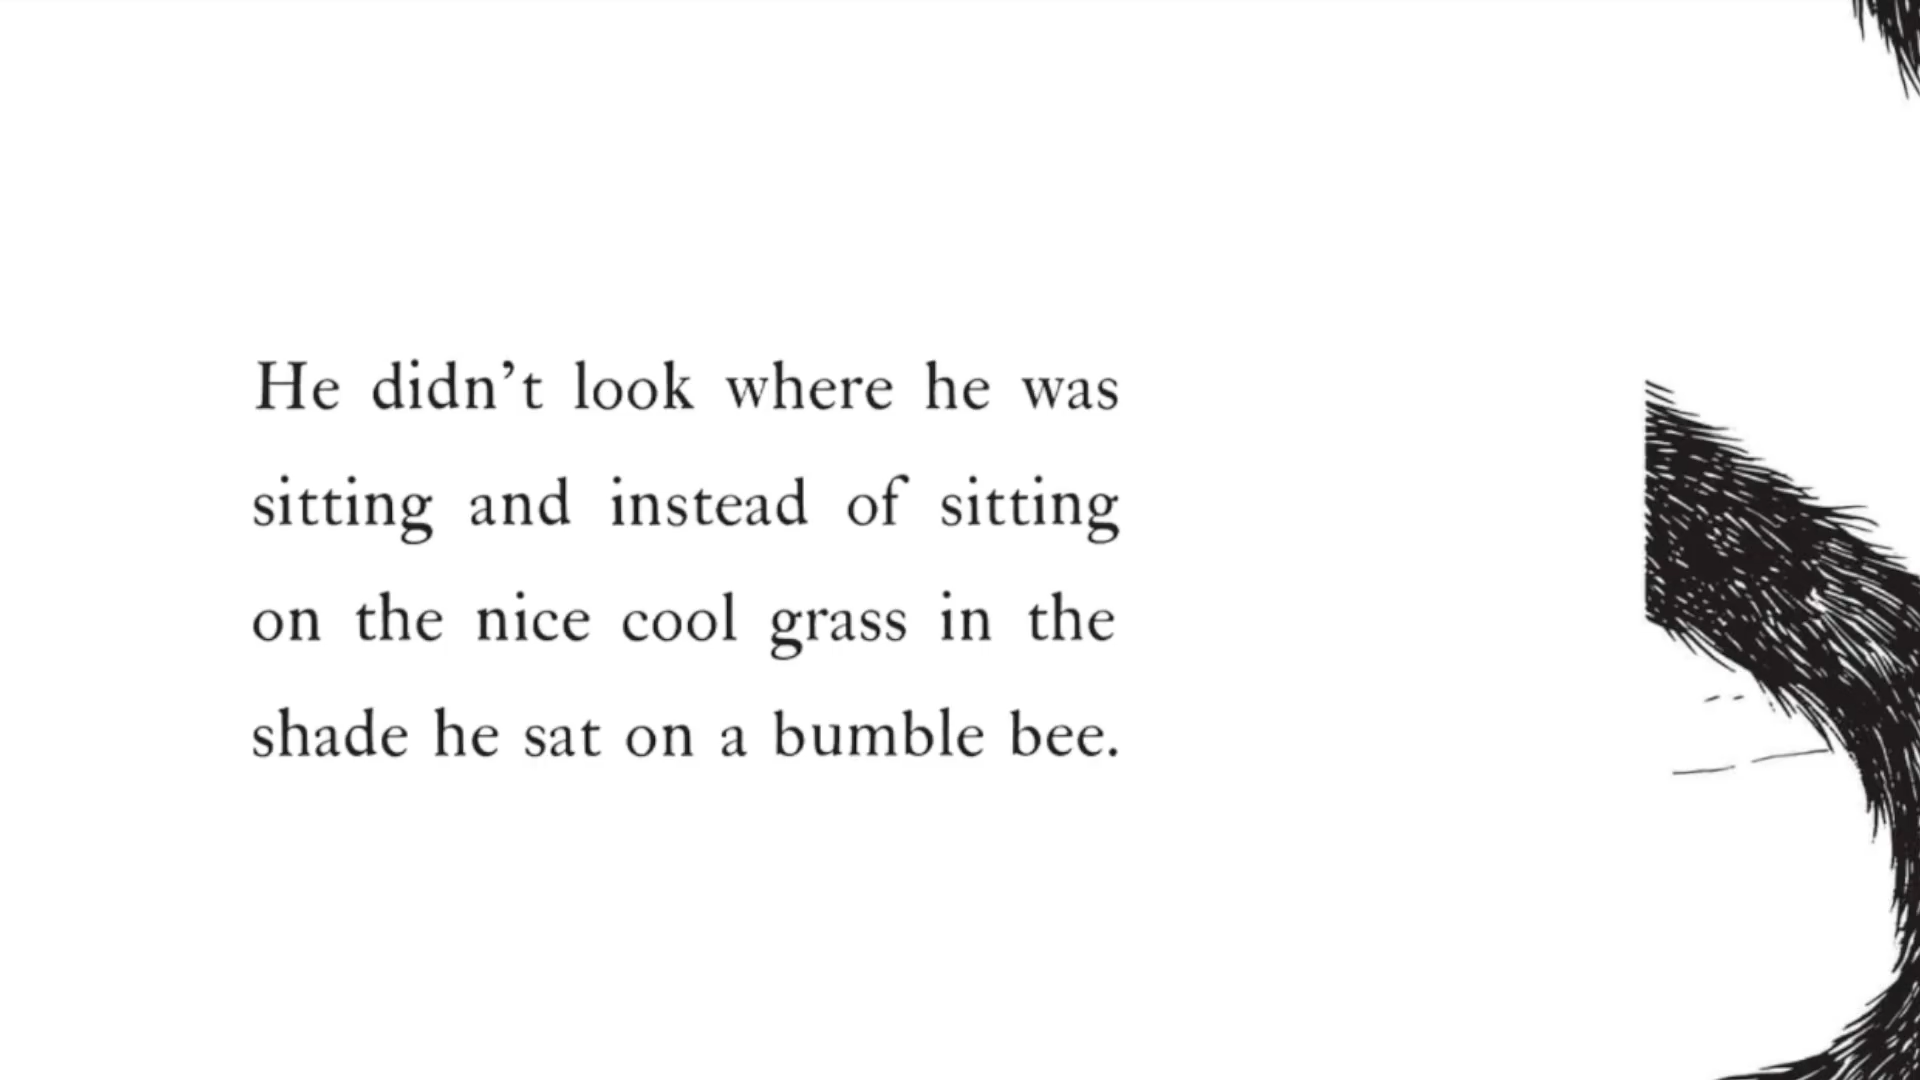 He didn’t look where he was
sitting and instead of sitting
on the nice cool grass in the
shade he sat on a bumble bee.